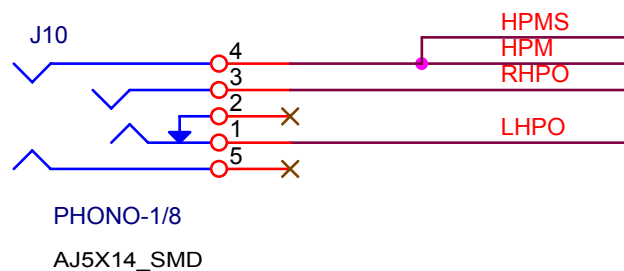 HPMS
J10
4
HPM
3
RHPO
2
1
LHPO
5
PHONO-1/8
AJ5X14_SMD